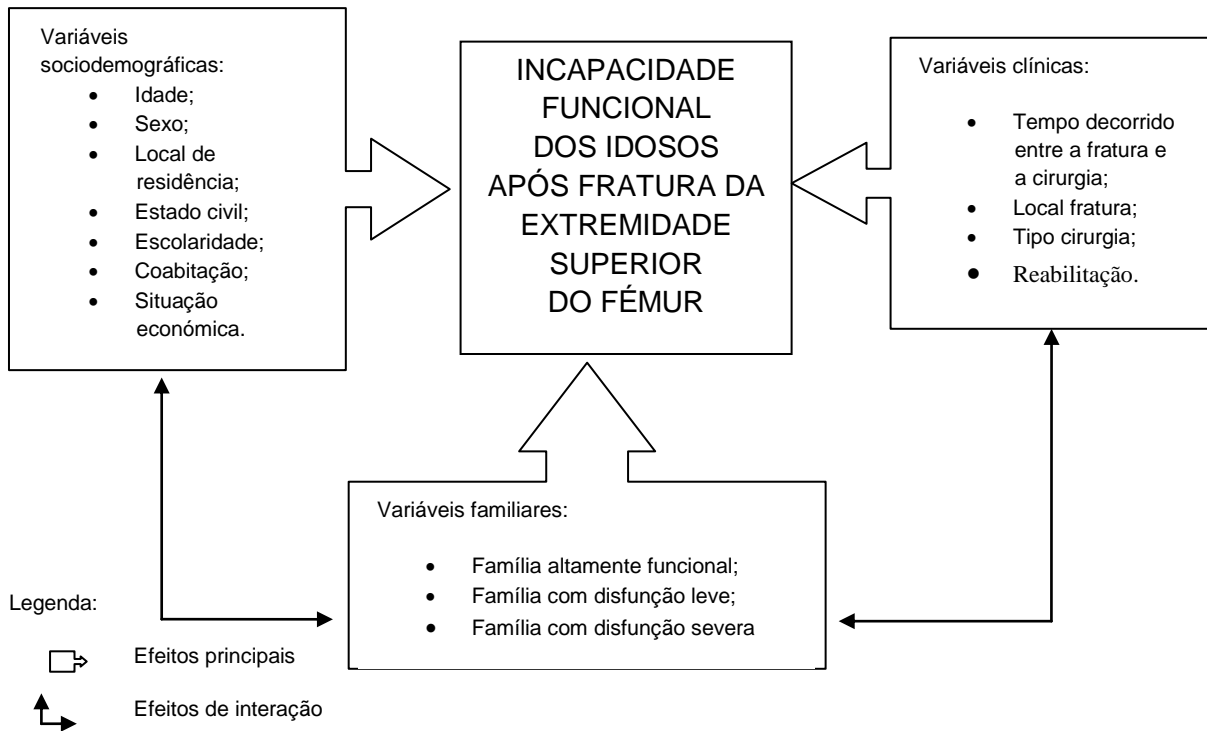 Variáveis
sociodemográficas:
• Idade;
• Sexo;
• Local de
residência;
• Estado civil;
• Escolaridade;
• Coabitação;
• Situação
económica.
INCAPACIDADE
FUNCIONAL
DOS IDOSOS
APÓS FRATURA DA
EXTREMIDADE
SUPERIOR
DO FÉMUR
Variáveis clínicas:
• Tempo decorrido
entre a fratura e
a cirurgia;
• Local fratura;
• Tipo cirurgia;
• Reabilitação.
Variáveis familiares:
• Família altamente funcional;
• Família com disfunção leve;
• Família com disfunção severa
Legenda:
Efeitos principais
Efeitos de interação